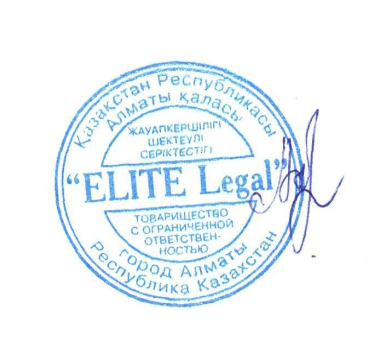 Қазақстан Республикасы
Алматы қаласы
ЖАУАПКЕРШІЛІГІ
ШЕКТЕУЛІ
СЕРІКТЕСТІГІ
“ELITE Legal”
ТОВАРИЩЕСТВО
С ОГРАНИЧЕННОЙ
ОТВЕТСТВЕН-
НОСТЬЮ
город Алматы
Республика Казахстан